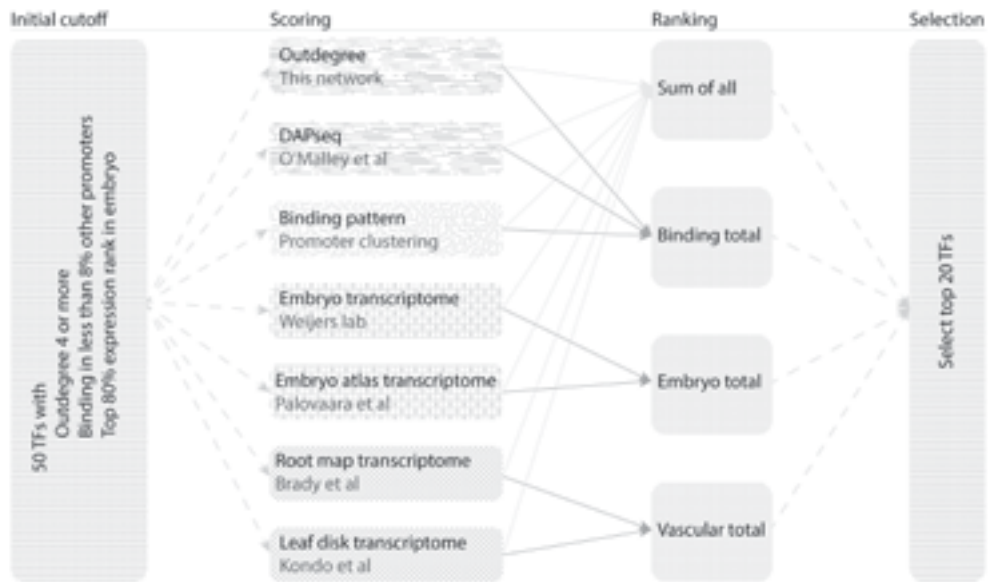 Initial cutoff
Scoring
Ranking
Selection
50 TFs with
Outdegree 4 or more
Binding in less than 8% other promoters
Top 80% expression rank in embryo
Outdegree
This network
DAPseq
O'Malley et al
Binding pattern
Promoter clustering
Embryo transcriptome
Weijers lab
Embryo atlas transcriptome
Palovaara et al
Root map transcriptome
Brady et al
Leaf disk transcriptome
Kondo et al
Sum of all
Binding total
Embryo total
Vascular total
Select top 20 TFs